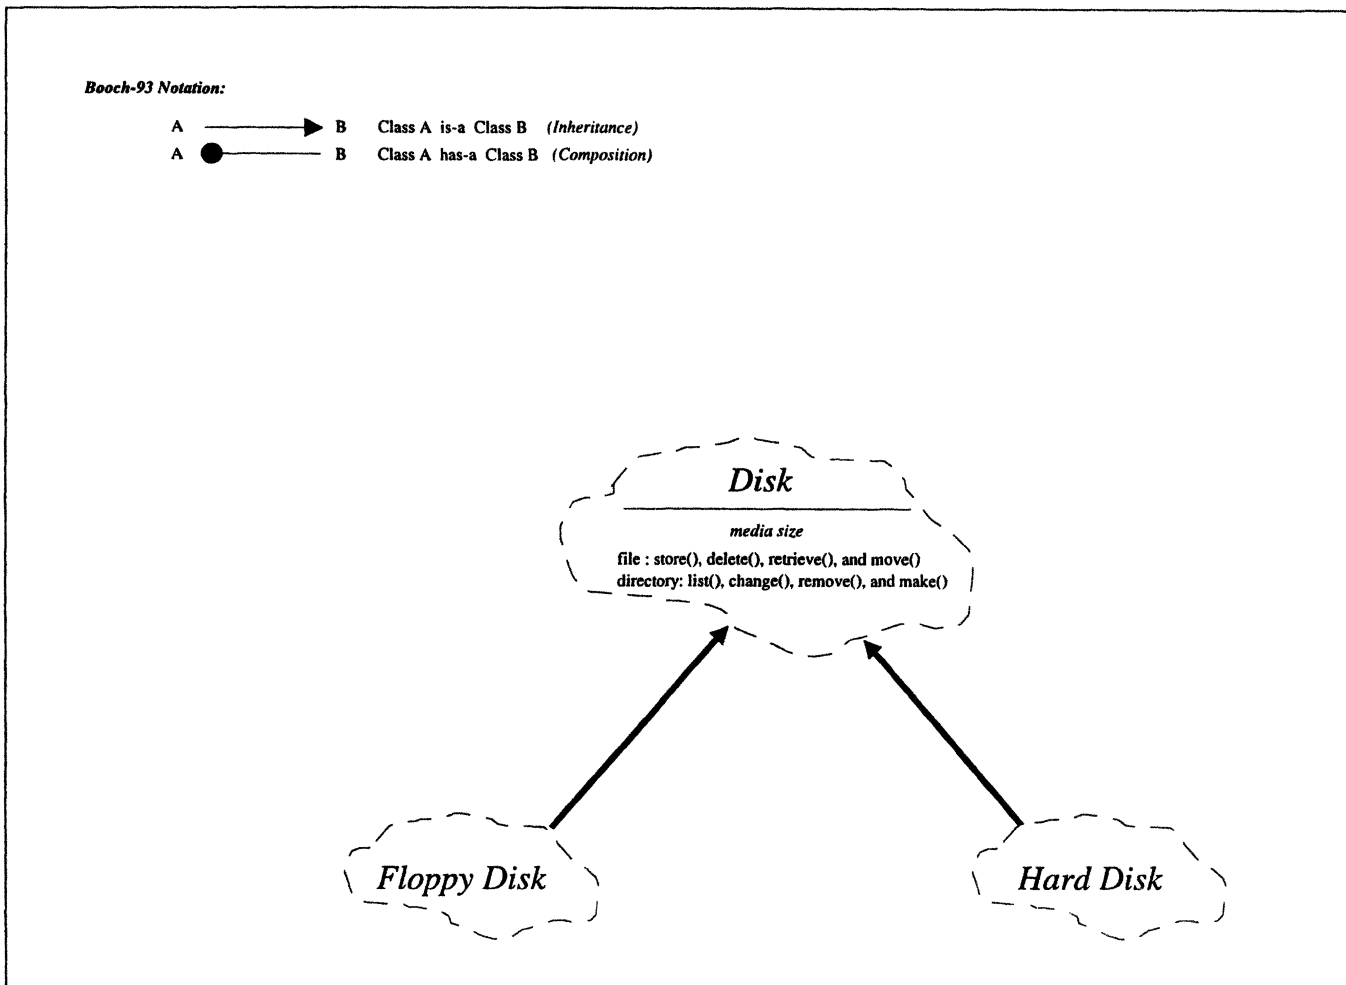 Booch-93 Notation:
A B Class A is-a Class B (Inheritance)
A B Class A has-a Class B (Composition)
Disk
media size
file : store(), delete(), retrieve(), and move()
directory: list(), change(), remove(), and make()
Floppy Disk
Hard Disk